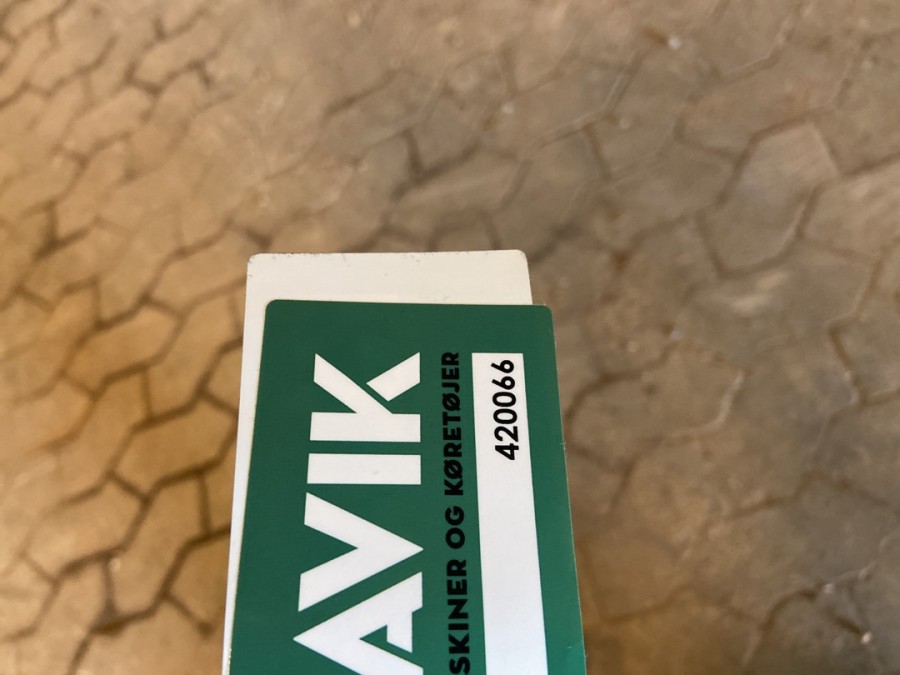 AVIK
SKINER OG KØRETØJER
420066